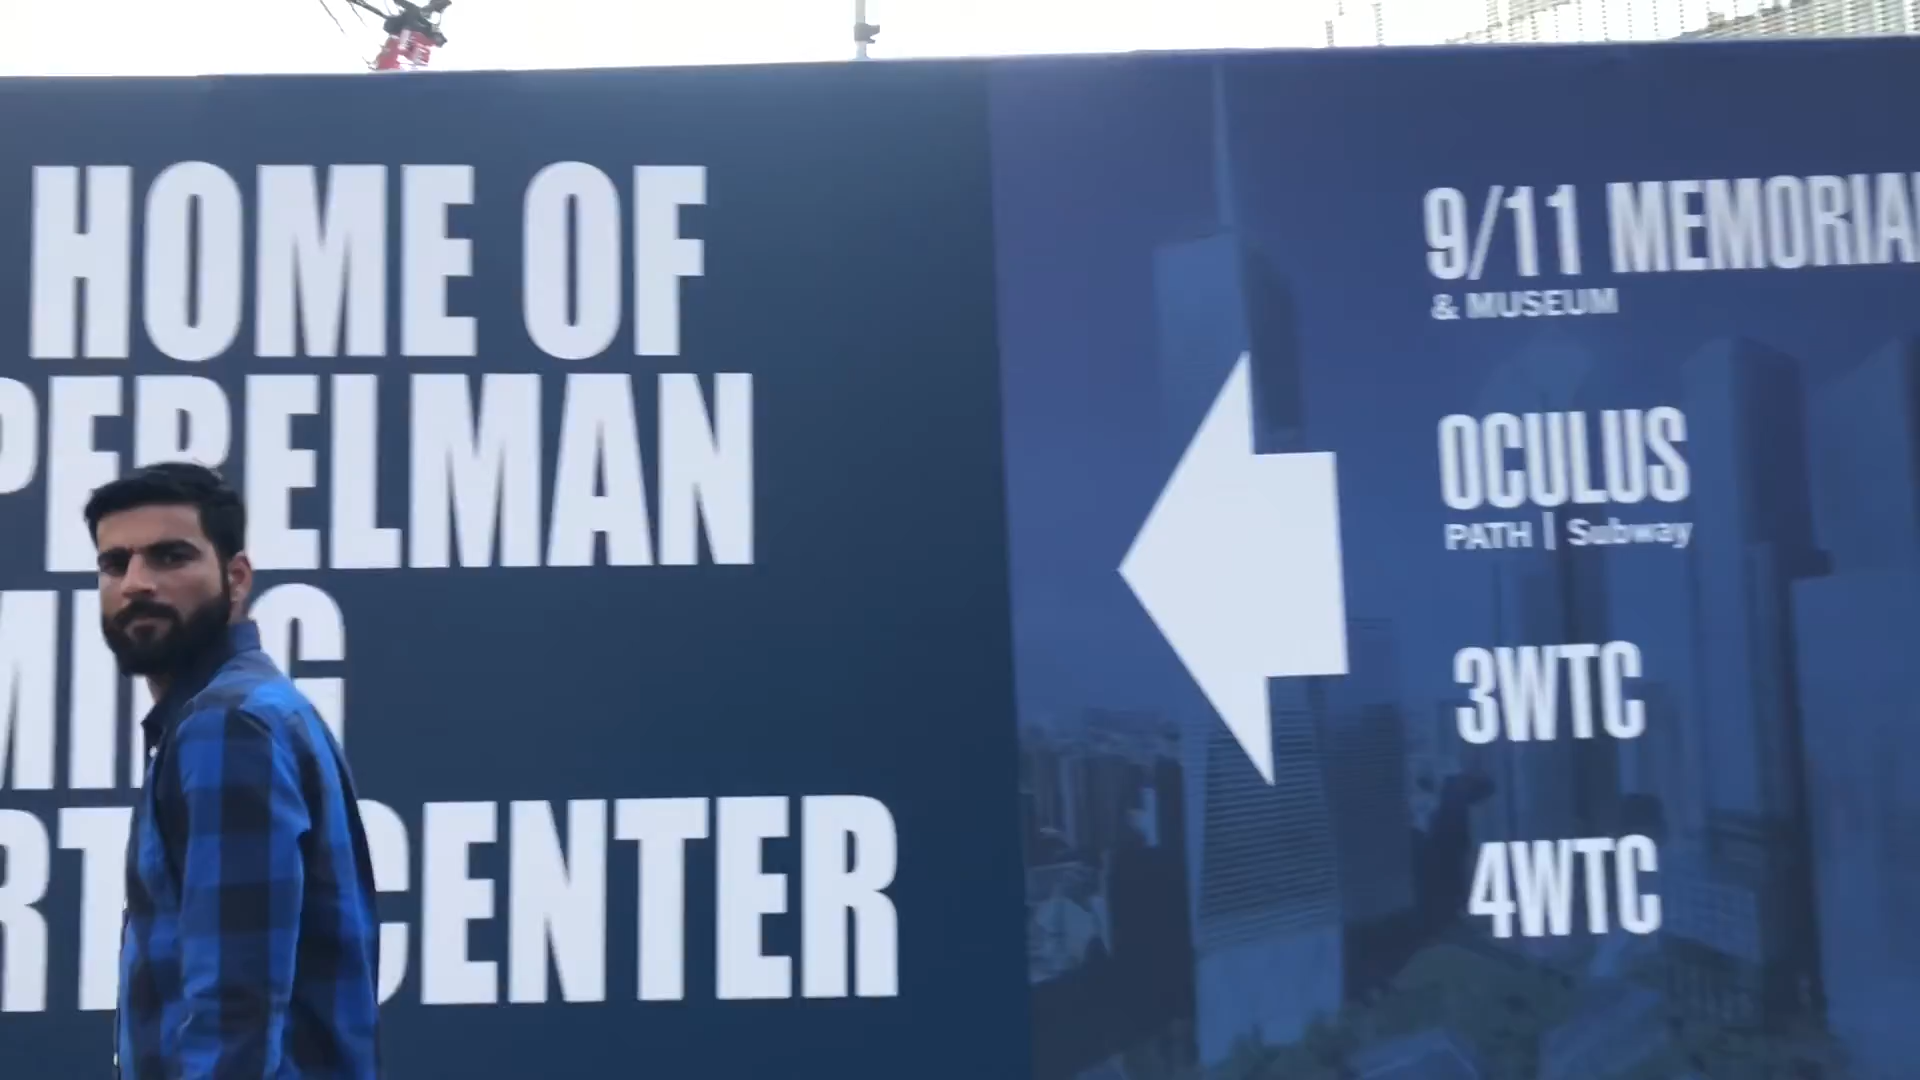 HOME OF
PERELMAN
CENTER
9/11 MEMORIA
& MUSEUM
OCULUS
PATH | Subway
3WTC
4WTC